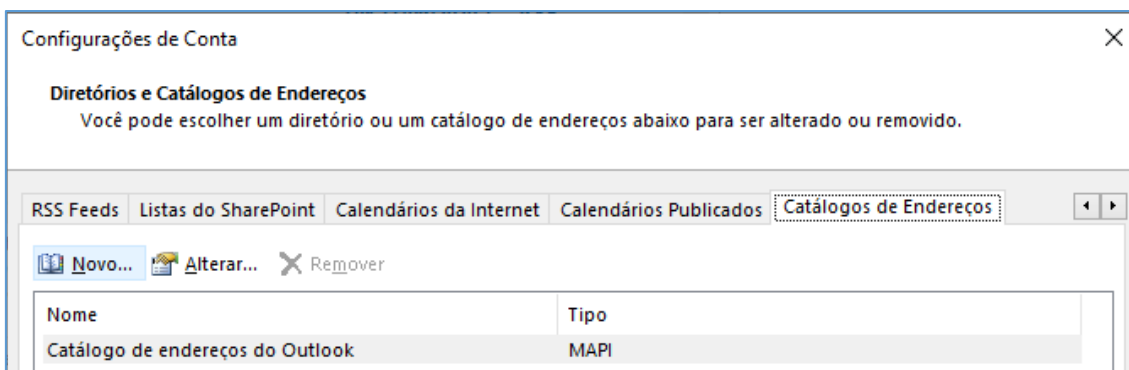 Configurações de Conta
Diretórios e Catálogos de Endereços
Você pode escolher um diretório ou um catálogo de endereços abaixo para ser alterado ou removido.
RSS Feeds Listas do SharePoint Calendários da Internet Calendários Publicados Catálogos de Endereços
Novo... Alterar... Remover
Nome Tipo
Catálogo de endereços do Outlook MAPI